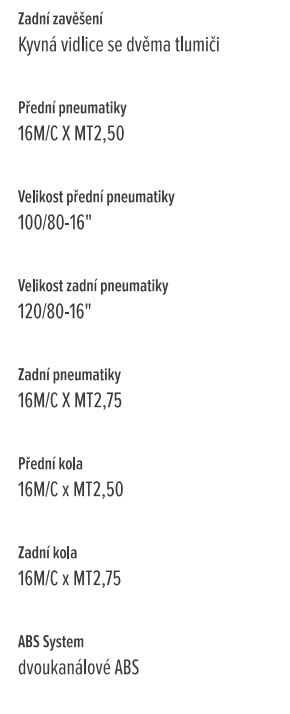 Zadní zavěšení
Kyvná vidlice se dvěma tlumiči
Přední pneumatiky
16M/C X MT2,50
Velikost přední pneumatiky
100/80-16"
Velikost zadní pneumatiky
120/80-16"
Zadní pneumatiky
16M/C X MT2,75
Přední kola
16M/C x MT2,50
Zadní kola
16M/C x MT2,75
ABS System
dvoukanálové ABS